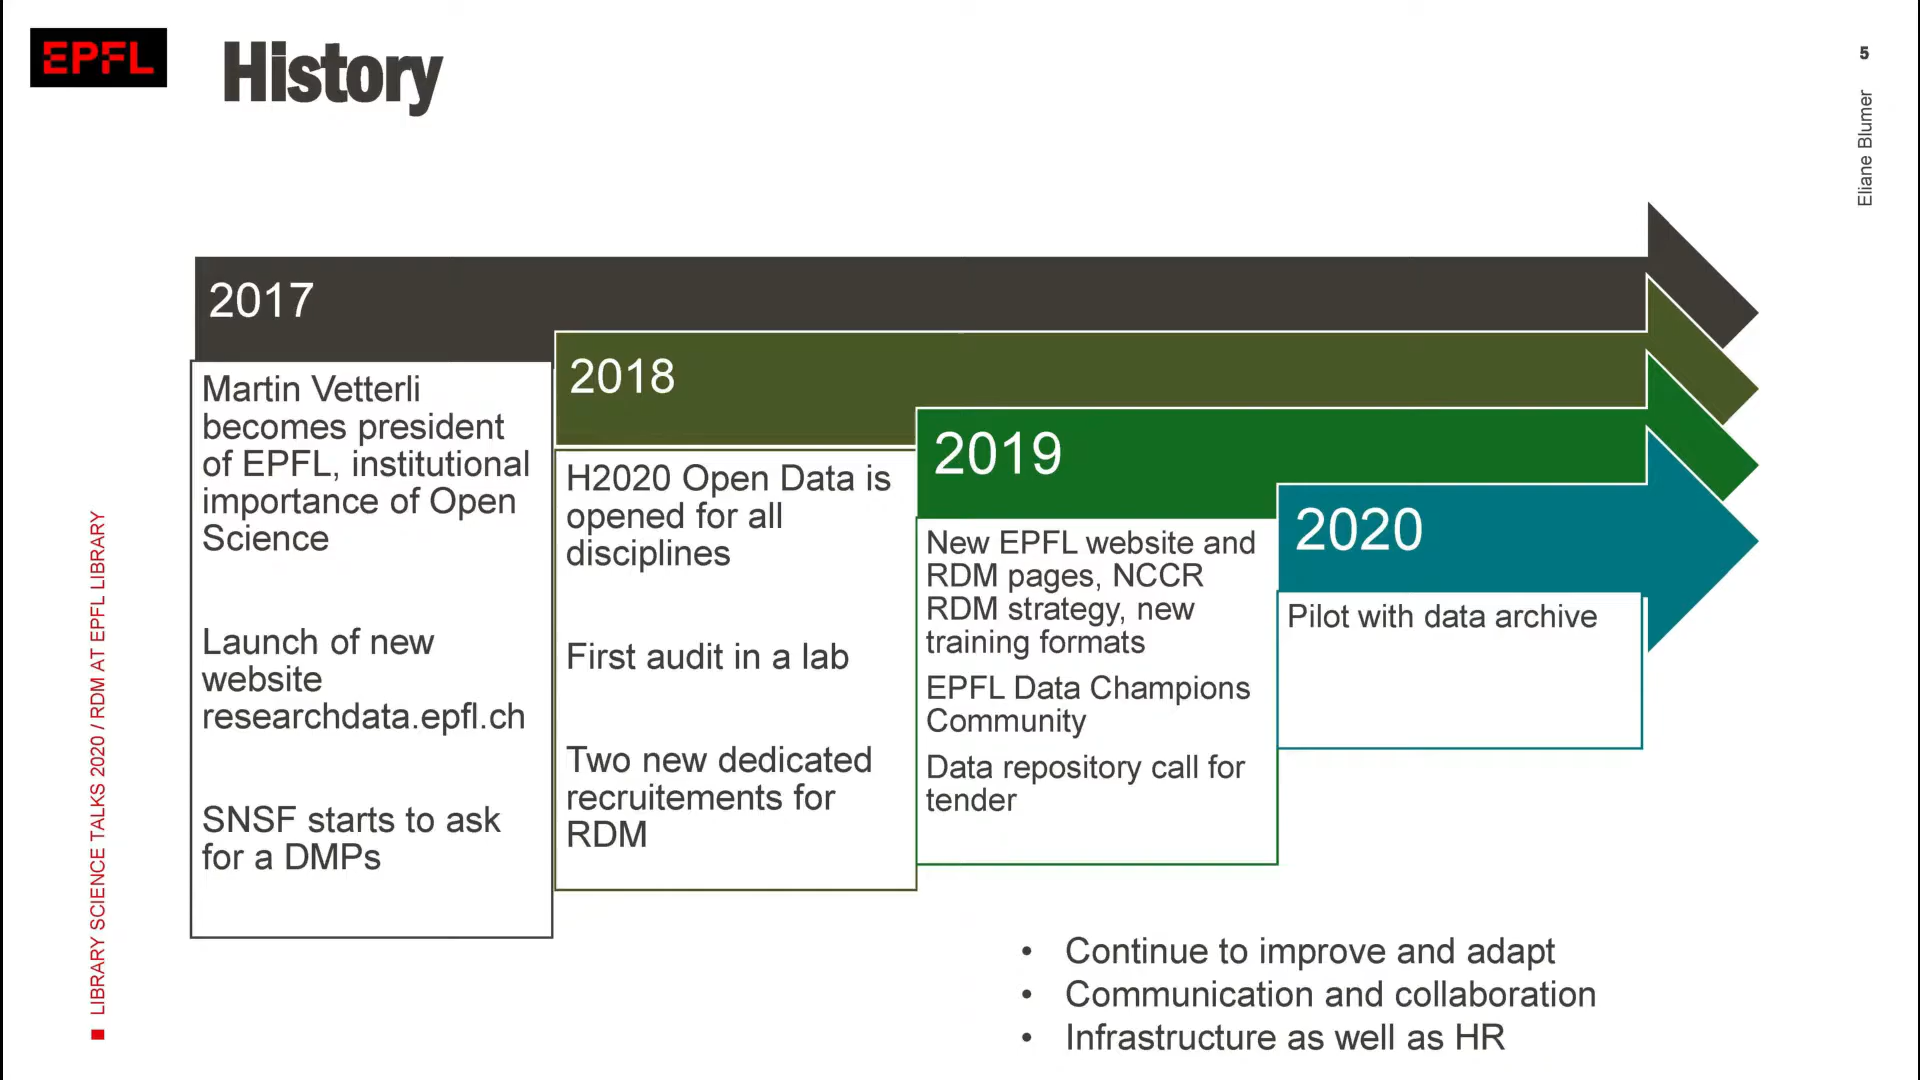 EPFL
History
5
Eliane Blumer
LIBRARY SCIENCE TALKS 2020 / RDM AT EPFL LIBRARY
2017
Martin Vetterli
becomes president
of EPFL, institutional
importance of Open
Science
Launch of new
website
researchdata.epfl.ch
SNSF starts to ask
for a DMPs
2018
H2020 Open Data is
opened for all
disciplines
First audit in a lab
Two new dedicated
recruitements for
RDM
2019
New EPFL website and
RDM pages, NCCR
RDM strategy, new
training formats
EPFL Data Champions
Community
Data repository call for
tender
2020
Pilot with data archive
• Continue to improve and adapt
• Communication and collaboration
• Infrastructure as well as HR